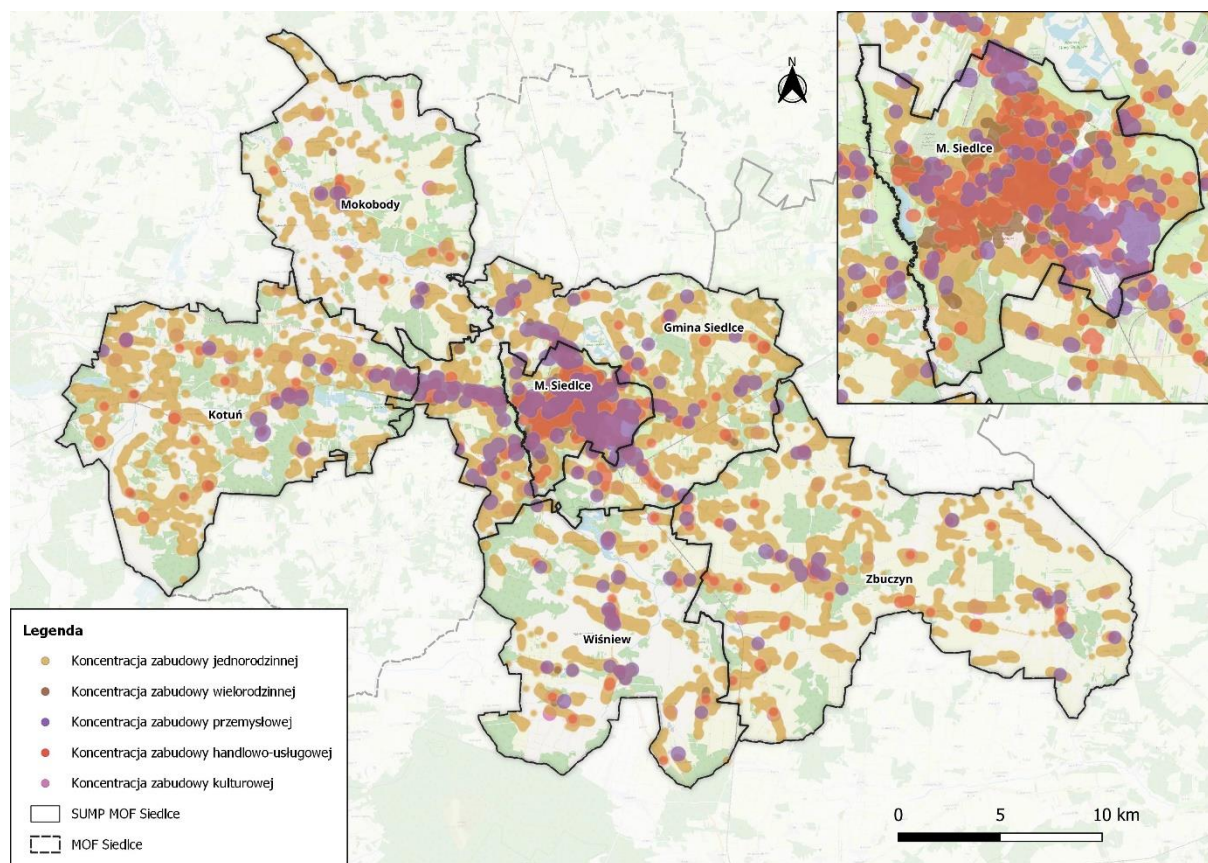 N
M. Siedlce
Mokobody
Gmina Siedlce
M. Siedlce
Kotuń
Zbuczyn
Wiśniew
Legenda
Koncentracja zabudowy jednorodzinnej
Koncentracja zabudowy wielorodzinnej
Koncentracja zabudowy przemysłowej
Koncentracja zabudowy handlowo-usługowej
Koncentracja zabudowy kulturowej
SUMP MOF Siedlce
MOF Siedlce
0 5 10 km